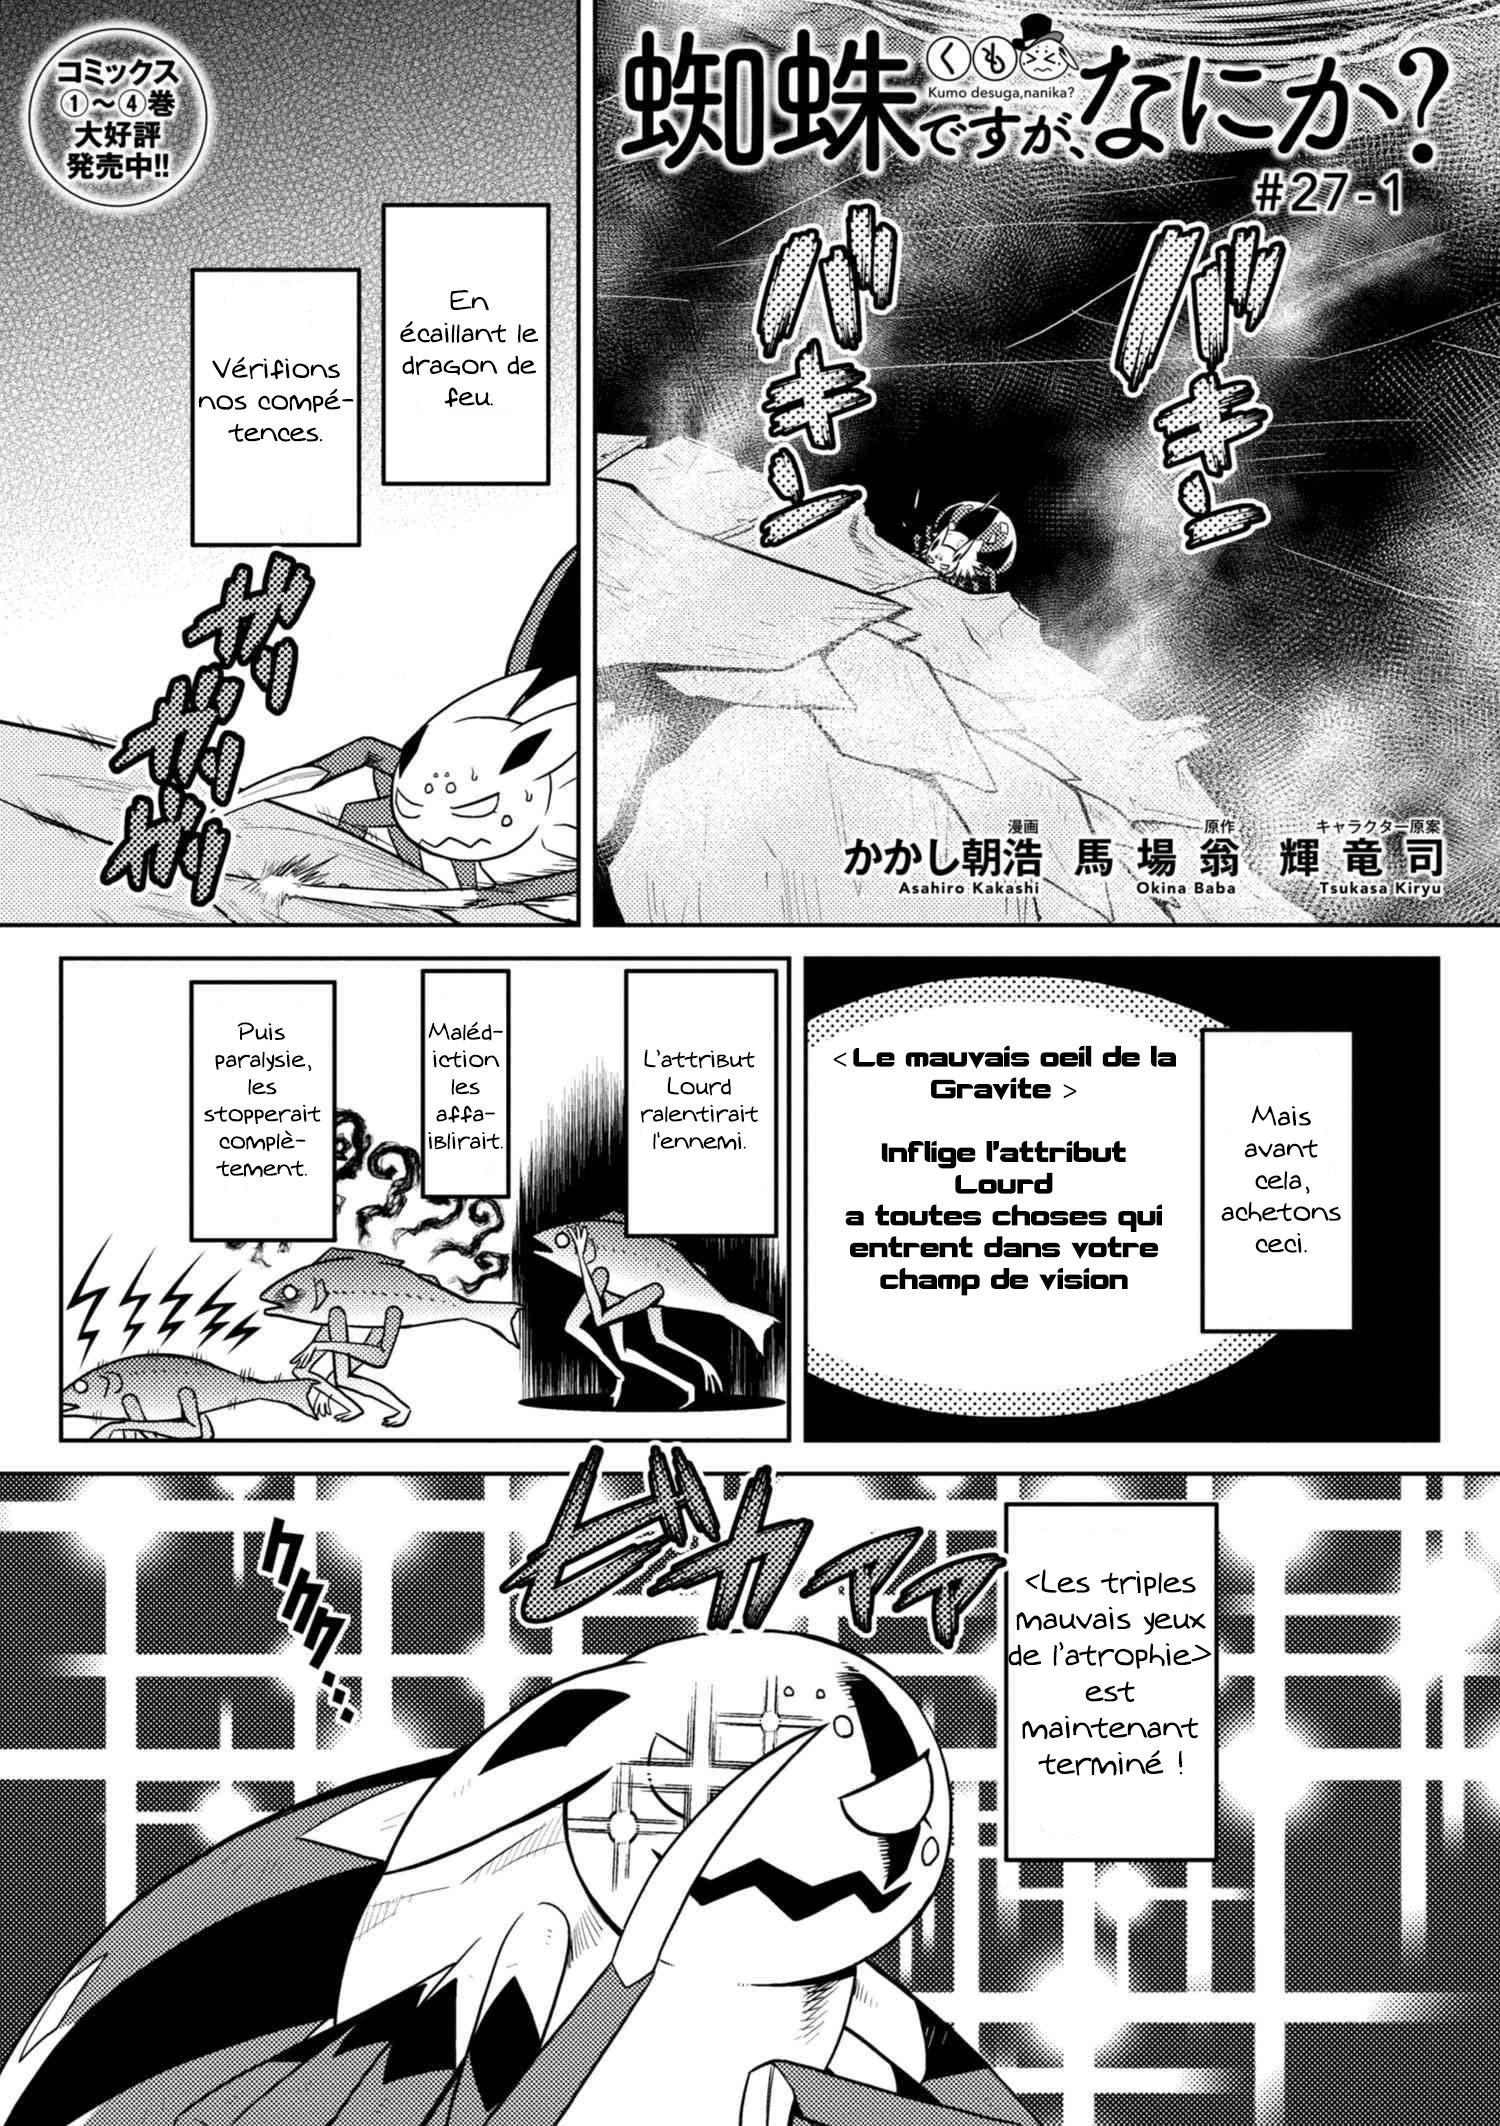 蜘蛛ですが、なにか?
くも
Kumo desuga,nanika?
#27-1
コミックス
①〜④巻
大好評
発売中!!
バキン
バキン
漫画
かかし朝浩
Asahiro Kakashi
原作
馬場翁
Okina Baba
キャラクター原案
輝竜司
Tsukasa Kiryu
En
écaillant le
dragon de
feu.
Vérifions
nos compé-
tences.
ガリ
ガリ
ガリ
Mais
avant
cela,
achetons
ceci.
<Le mauvais oeil de la
Gravite >
Inflige l'attribut
Lourd
a toutes choses qui
entrent dans votre
champ de vision
L'attribut
Lourd
ralentirait
l'ennemi.
Maléd-
iction
les
affa-
iblirait.
Puis
paralysie,
les
stopperait
complè-
tement.
<Les triples
mauvais yeux
de l'atrophie>
est
maintenant
terminé !
ビカァァ
クククク…